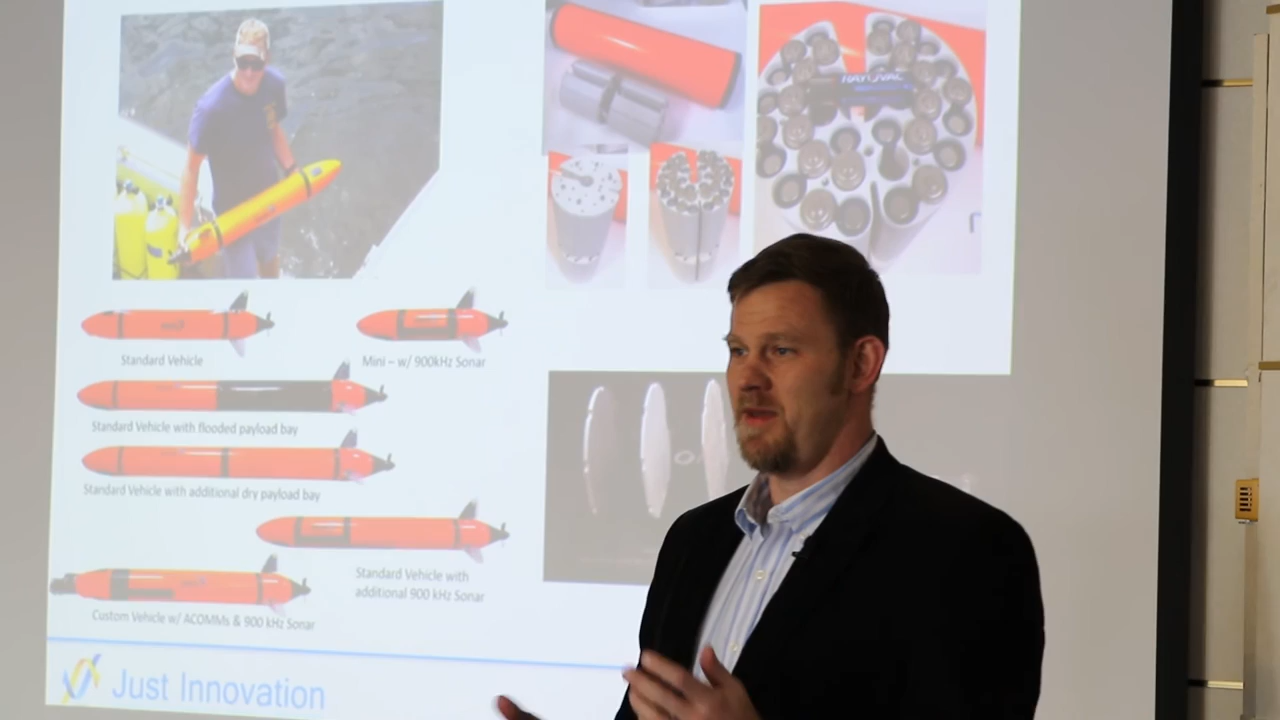 RAYOVAC
Standard Vehicle
Mini – w/ 900kHz Sonar
Standard Vehicle with flooded payload bay
Standard Vehicle with additional dry payload bay
Standard Vehicle with
additional 900 kHz Sonar
Custom Vehicle w/ ACOMMs & 900 kHz Sonar
Just Innovation